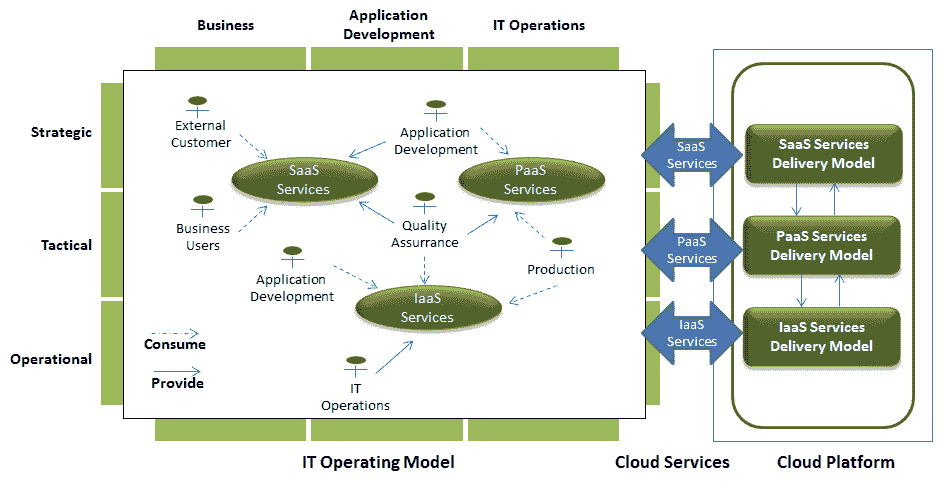 Business
Application
Development
IT Operations
Strategic
Tactical
Operational
External
Customer
Application
Development
SaaS
Services
PaaS
Services
Business
Users
Quality
Assurrance
Application
Development
Production
IaaS
Services
Consume
Provide
IT
Operations
SaaS
Services
PaaS
Services
IaaS
Services
SaaS Services
Delivery Model
PaaS Services
Delivery Model
IaaS Services
Delivery Model
IT Operating Model
Cloud Services
Cloud Platform